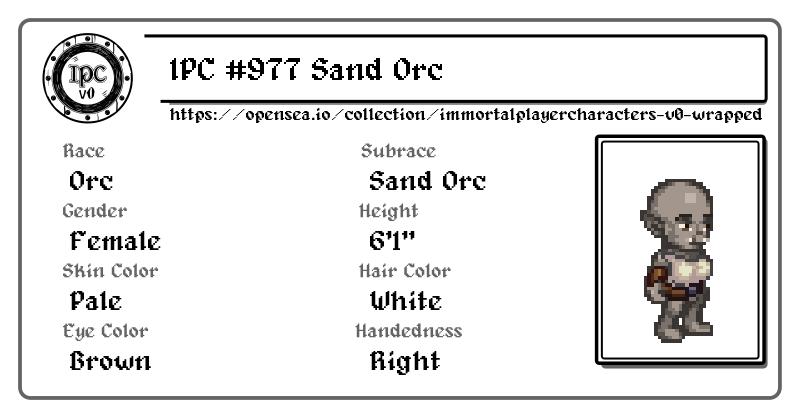 IPC
v0
IPC #977 Sand Orc
https://opensea.io/collection/immortalplayercharacters-v0-wrapped
Race
Subrace
Orc
Sand Orc
Gender
Height
Female
6'1"
Skin Color
Hair Color
Pale
White
Eye Color
Handedness
Brown
Right